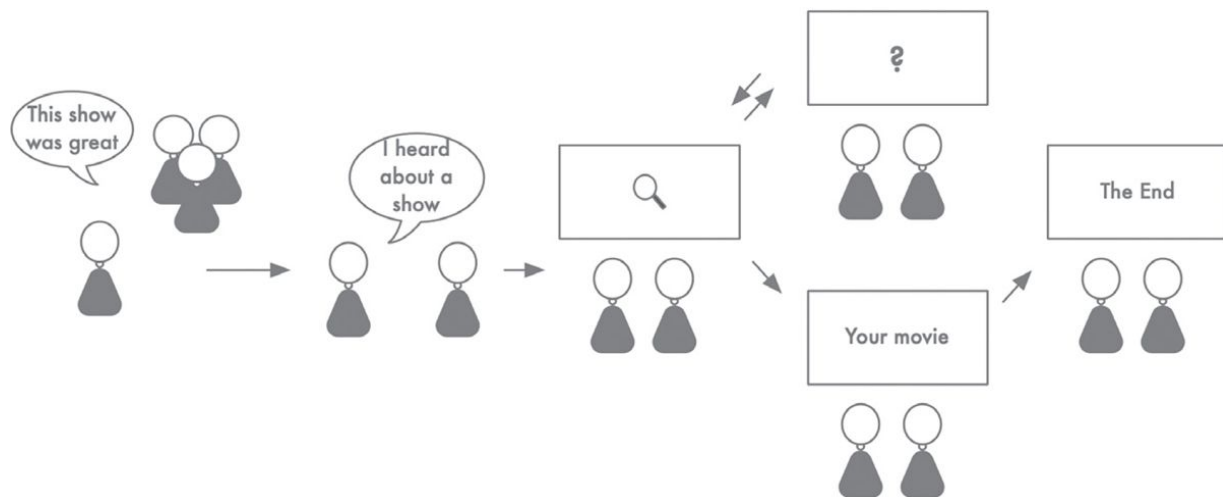 This show
was great
I heard
about a
show
?
Your movie
The End